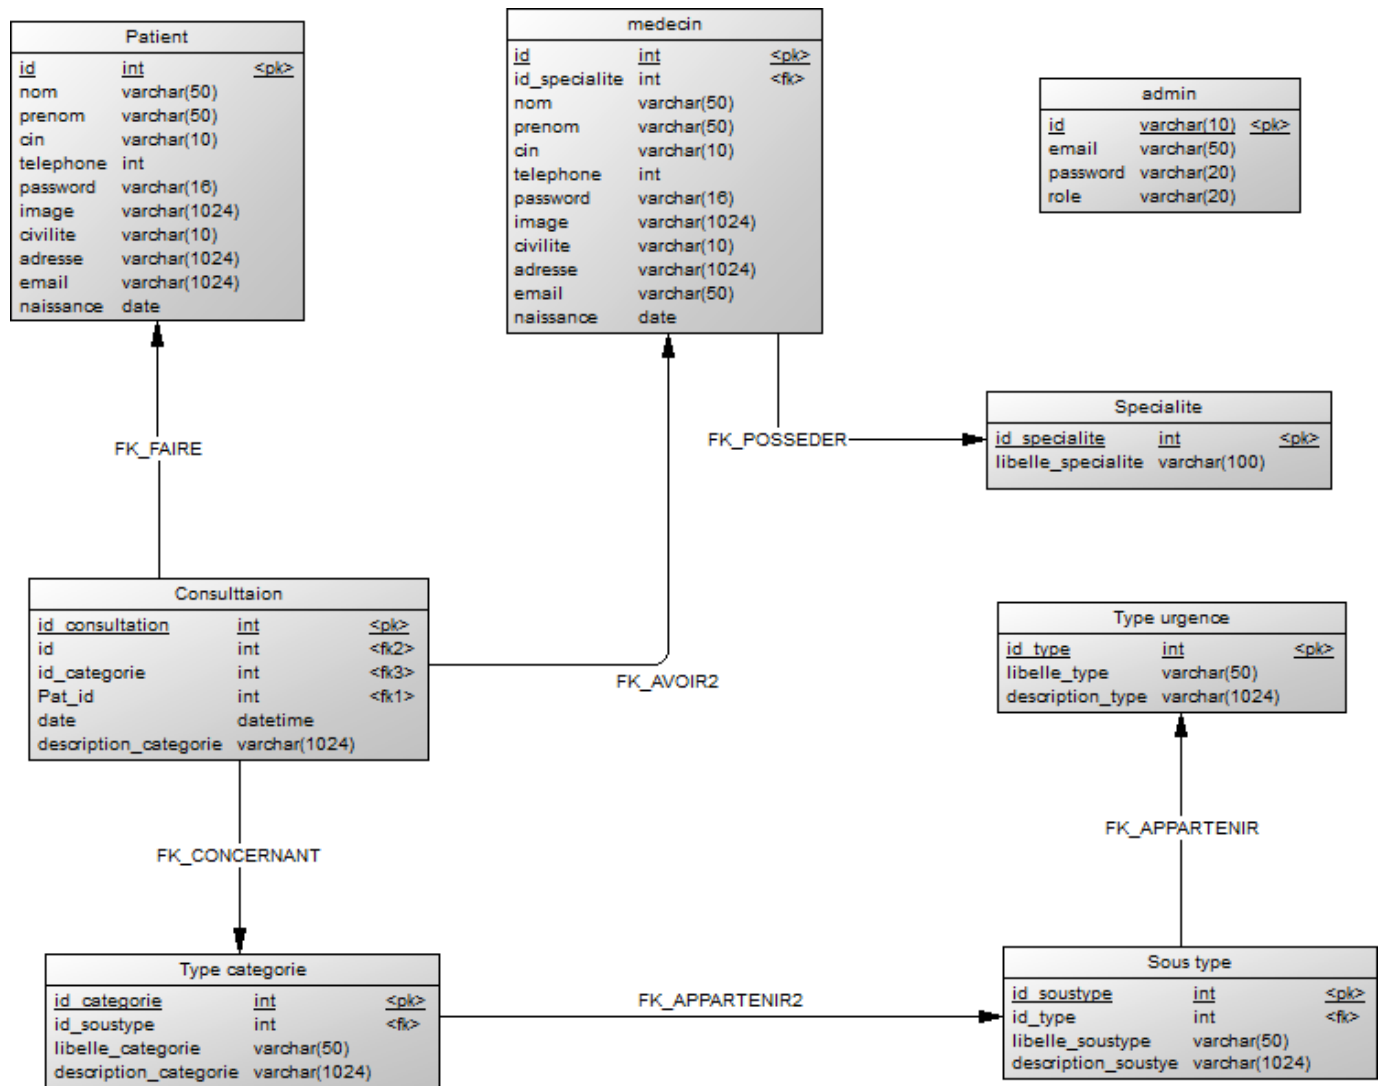 Patient
id int <pk>
nom varchar(50)
prenom varchar(50)
cin varchar(10)
telephone int
password varchar(16)
image varchar(1024)
civilite varchar(10)
adresse varchar(1024)
email varchar(1024)
naissance date
medecin
id int <pk>
id_specialite int <fk>
nom varchar(50)
prenom varchar(50)
cin varchar(10)
telephone int
password varchar(16)
image varchar(1024)
civilite varchar(10)
adresse varchar(1024)
email varchar(50)
naissance date
admin
id varchar(10) <pk>
email varchar(50)
password varchar(20)
role varchar(20)
FK_FAIRE
FK_POSSEDER
Specialite
id_specialite int <pk>
libelle_specialite varchar(100)
Consulttaion
id_consultation int <pk>
id int <fk2>
id_categorie int <fk3>
Pat_id int <fk1>
date datetime
description_categorie varchar(1024)
FK_AVOIR2
Type urgence
id_type int <pk>
libelle_type varchar(50)
description_type varchar(1024)
FK_CONCERNANT
FK_APPARTENIR
Type categorie
id_categorie int <pk>
id_soustype int <fk>
libelle_categorie varchar(50)
description_categorie varchar(1024)
FK_APPARTENIR2
Sous type
id_soustype int <pk>
id_type int <fk>
libelle_soustype varchar(50)
description_soustye varchar(1024)